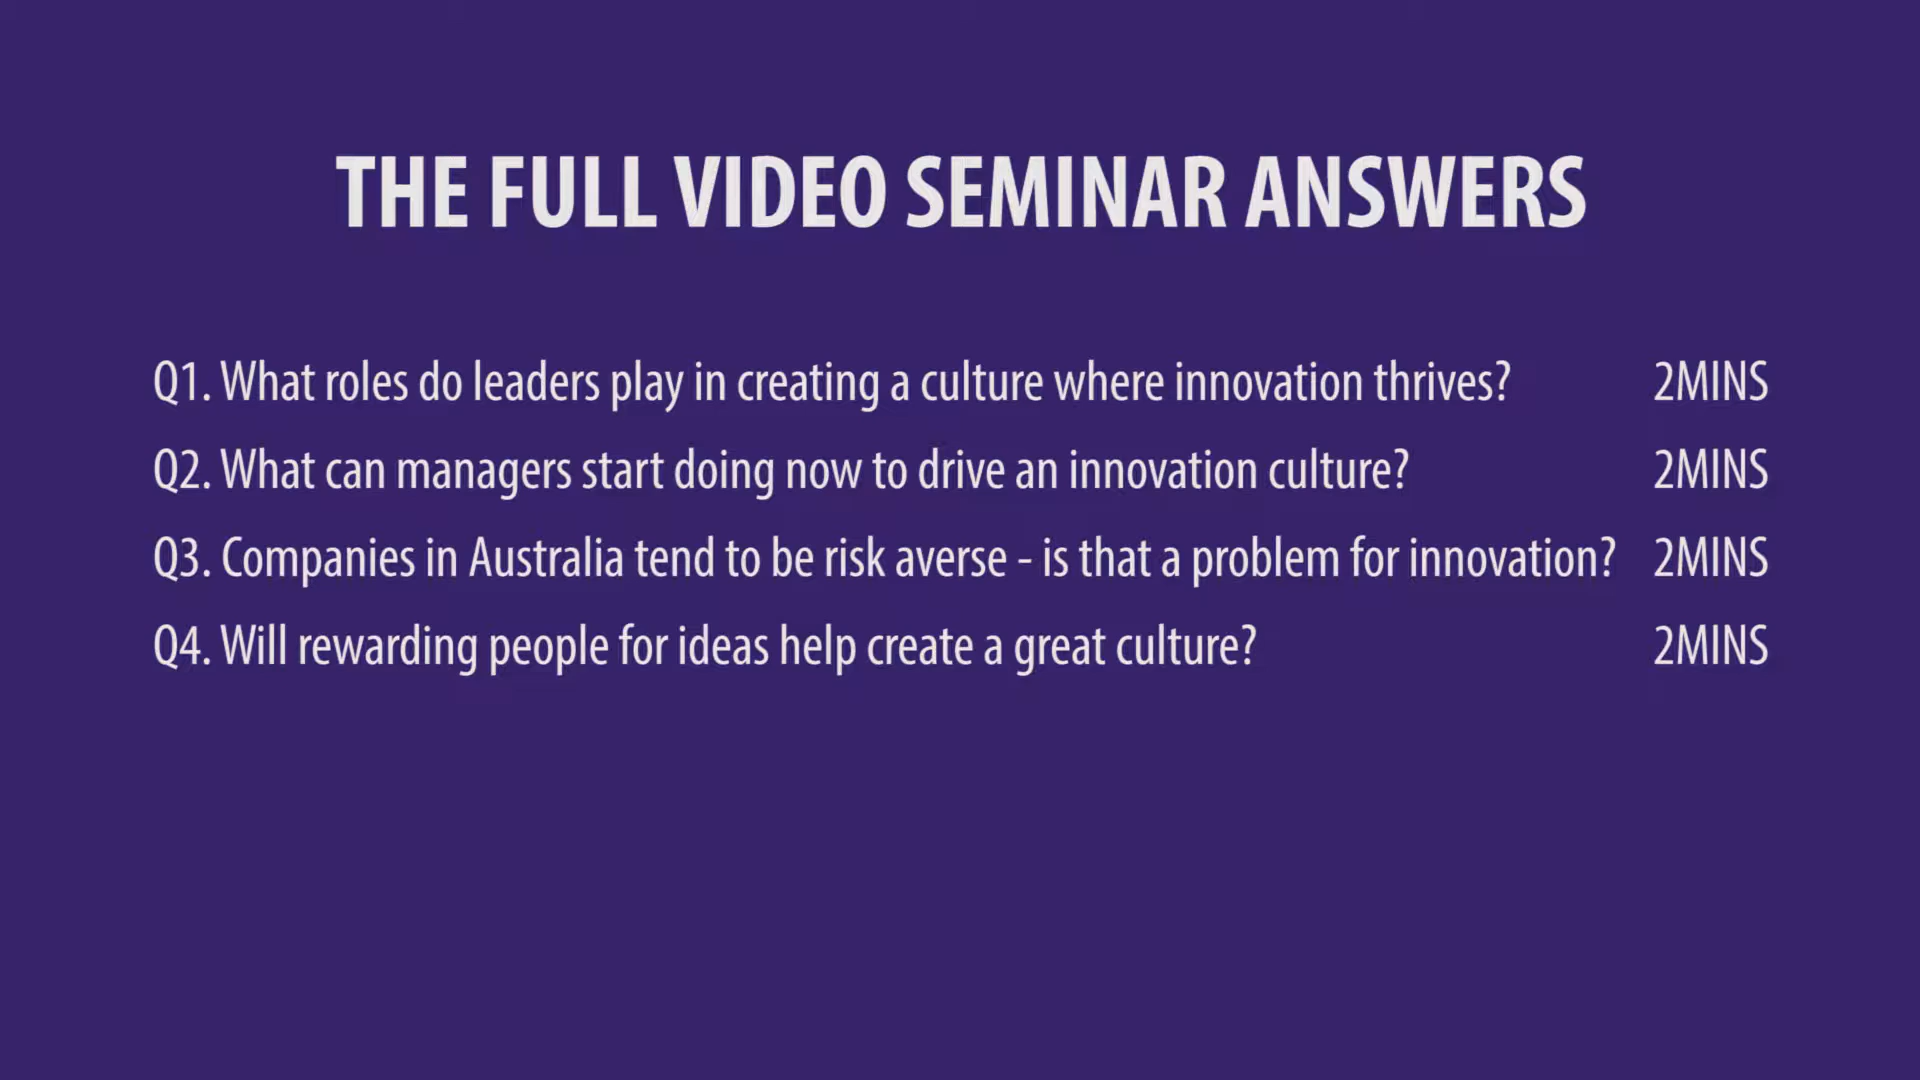 THE FULL VIDEO SEMINAR ANSWERS
Q1. What roles do leaders play in creating a culture where innovation thrives? 2MINS
Q2. What can managers start doing now to drive an innovation culture? 2MINS
Q3. Companies in Australia tend to be risk averse - is that a problem for innovation? 2MINS
Q4. Will rewarding people for ideas help create a great culture? 2MINS